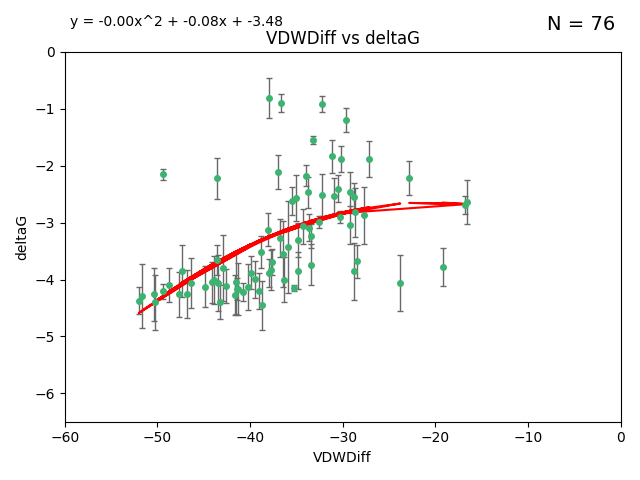 y = -0.00x^2 + -0.08x + -3.48
N = 76
VDWDiff vs deltaG
0
−1
−2
−3
−4
−5
−6
deltaG
−60 −50 −40 −30 −20 −10 0
VDWDiff